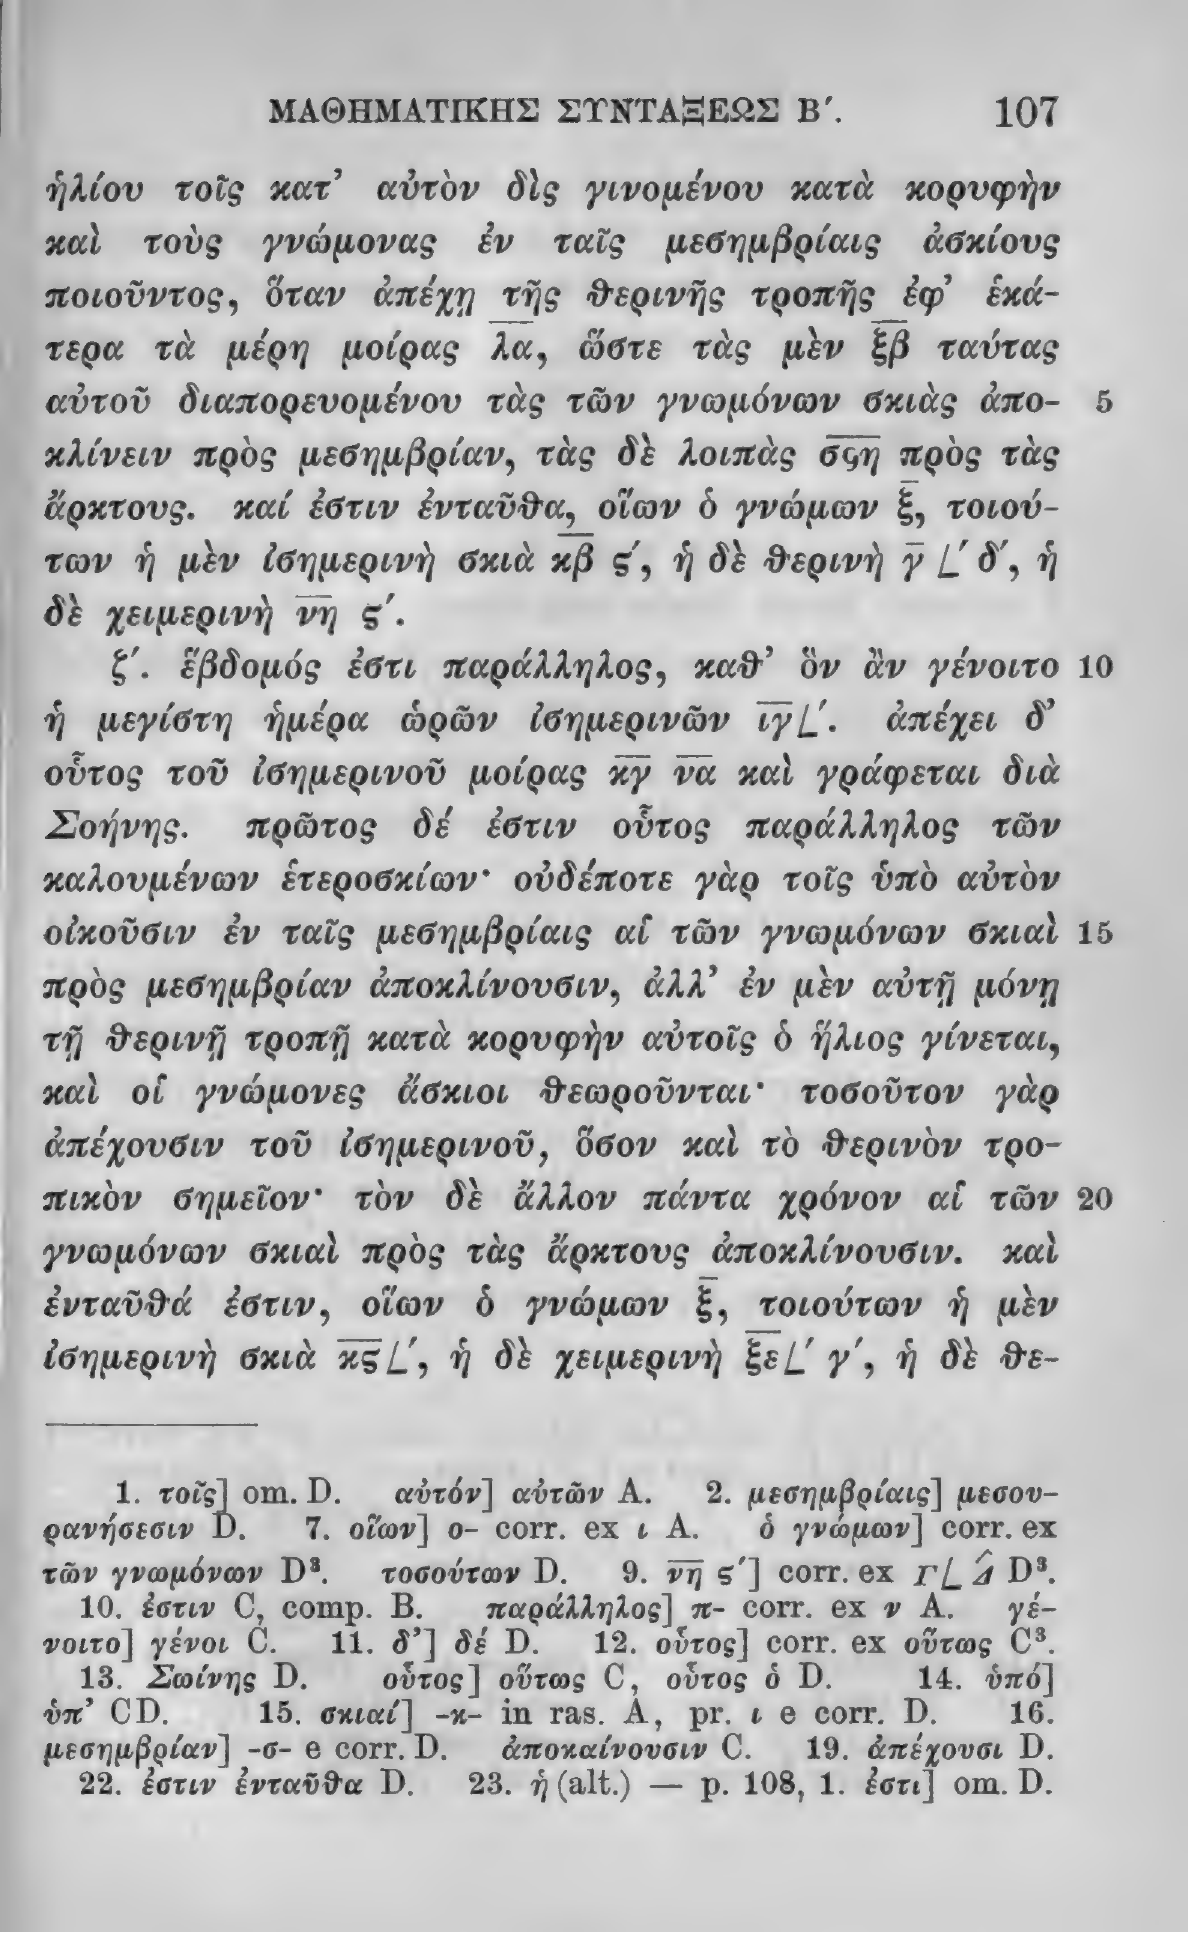 ΜΑΘΗΜΑΤΙΚΗΣ ΣΥΝΤΑΞΕΩΣ Β΄. 107
ἡλίου τοῖς κατ’ αὐτὸν δὶς γινομένου κατὰ κορυφὴν
καὶ τοὺς γνώμονας ἐν ταῖς μεσημβρίαις ἀσκίους
ποιοῦντος, ὅταν ἀπέχῃ τῆς θερινῆς τροπῆς ἐφ’ ἑκά-
τερα τὰ μέρη μοίρας λ̅α̅, ὥστε τὰς μὲν ξ̅β̅ ταύτας
αὐτοῦ διαπορευομένου τὰς τῶν γνωμόνων σκιὰς ἀπο- 5
κλίνειν πρὸς μεσημβρίαν, τὰς δὲ λοιπὰς σ̅ϟ̅η̅ πρὸς τὰς
ἄρκτους. καί ἐστιν ἐνταῦθα, οἵων ὁ γνώμων ξ̅, τοιού-
των ἡ μὲν ἰσημερινὴ σκιὰ κ̅β̅ ϛ΄, ἡ δὲ θερινὴ γ̅ 𐅵΄ δ΄, ἡ
δὲ χειμερινὴ ν̅η̅ ϛ΄.
ζ΄. ἕβδομός ἐστι παράλληλος, καθ’ ὃν ἂν γένοιτο 10
ἡ μεγίστη ἡμέρα ὡρῶν ἰσημερινῶν ι̅γ̅ 𐅵΄. ἀπέχει δ’
οὗτος τοῦ ἰσημερινοῦ μοίρας κ̅γ̅ ν̅α̅ καὶ γράφεται διὰ
Σοήνης. πρῶτος δέ ἐστιν οὗτος παράλληλος τῶν
καλουμένων ἑτεροσκίων· οὐδέποτε γὰρ τοῖς ὑπὸ αὐτὸν
οἰκοῦσιν ἐν ταῖς μεσημβρίαις αἱ τῶν γνωμόνων σκιαὶ 15
πρὸς μεσημβρίαν ἀποκλίνουσιν, ἀλλ’ ἐν μὲν αὐτῇ μόνῃ
τῇ θερινῇ τροπῇ κατὰ κορυφὴν αὐτοῖς ὁ ἥλιος γίνεται,
καὶ οἱ γνώμονες ἄσκιοι θεωροῦνται· τοσοῦτον γὰρ
ἀπέχουσιν τοῦ ἰσημερινοῦ, ὅσον καὶ τὸ θερινὸν τρο-
πικὸν σημεῖον· τὸν δὲ ἄλλον πάντα χρόνον αἱ τῶν 20
γνωμόνων σκιαὶ πρὸς τὰς ἄρκτους ἀποκλίνουσιν. καὶ
ἐνταῦθά ἐστιν, οἵων ὁ γνώμων ξ̅, τοιούτων ἡ μὲν
ἰσημερινὴ σκιὰ κ̅ϛ̅ 𐅵΄, ἡ δὲ χειμερινὴ ξ̅ε̅ 𐅵΄ γ΄, ἡ δὲ θε-
1. τοῖς] om. D. αὐτόν] αὐτῶν A. 2. μεσημβρίαις] μεσου-
ρανήσεσιν D. 7. οἵων] ο- corr. ex ι A. ὁ γνώμων] corr. ex
τῶν γνωμόνων D³. τοσούτων D. 9. ν̅η̅ ϛ΄] corr. ex Γ𐅵 Δ̂ D³.
10. ἐστιν C, comp. B. παράλληλος] π- corr. ex ν A. γέ-
νοιτο] γένοι C. 11. δ’] δέ D. 12. οὗτος] corr. ex οὕτως C³.
13. Σωίνης D. οὗτος] οὕτως C, οὗτος ὁ D. 14. ὑπό]
ὑπ’ CD. 15. σκιαί] -κ- in ras. A, pr. ι e corr. D. 16.
μεσημβρίαν] -σ- e corr. D. ἀποκαίνουσιν C. 19. ἀπέχουσι D.
22. ἐστιν ἐνταῦθα D. 23. ἡ (alt.) — p. 108, 1. ἐστι] om. D.